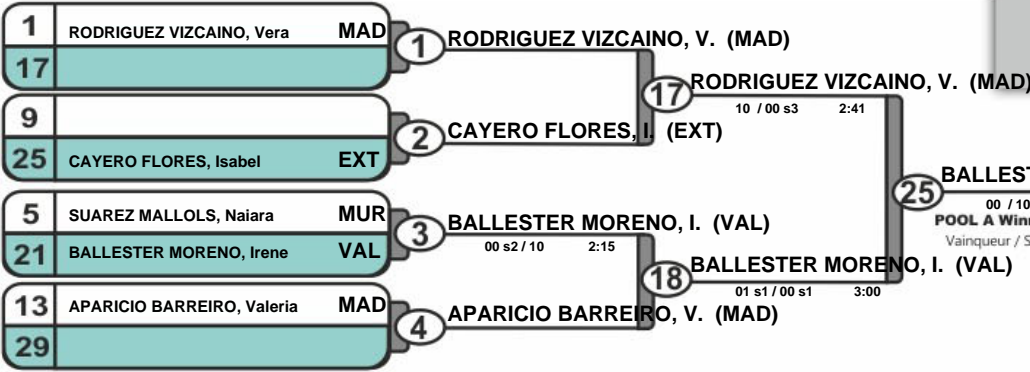 1 RODRIGUEZ VIZCAINO, Vera MAD
17
1 RODRIGUEZ VIZCAINO, V. (MAD)
9
25 CAYERO FLORES, Isabel EXT
2 CAYERO FLORES, I. (EXT)
17 RODRIGUEZ VIZCAINO, V. (MAD)
10 / 00 s3 2:41
5 SUAREZ MALLOLS, Naiara MUR
21 BALLESTER MORENO, Irene VAL
3 BALLESTER MORENO, I. (VAL)
00 s2 / 10 2:15
13 APARICIO BARREIRO, Valeria MAD
29
4 APARICIO BARREIRO, V. (MAD)
18 BALLESTER MORENO, I. (VAL)
01 s1 / 00 s1 3:00
25 BALLEST
00 / 10
POOL A Win
Vainqueur / S